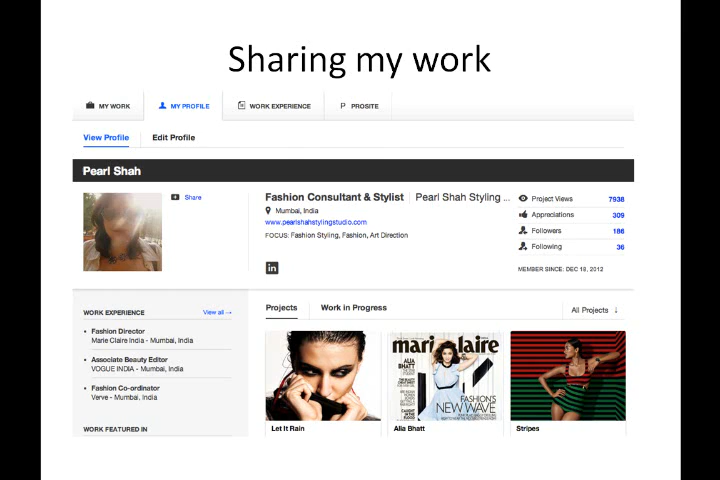 Sharing my work
MY WORK
MY PROFILE
WORK EXPERIENCE
P PROSITE
View Profile
Edit Profile
Pearl Shah
Share
Fashion Consultant & Stylist
Pearl Shah Styling ...
Mumbai, India
www.pearlshahstylingstudio.com
FOCUS: Fashion Styling, Fashion, Art Direction
in
Project Views 7938
Appreciations 309
Followers 186
Following 36
MEMBER SINCE: DEC 18, 2012
WORK EXPERIENCE
View all →
Fashion Director
Marie Claire India - Mumbai, India
Associate Beauty Editor
VOGUE INDIA - Mumbai, India
Fashion Co-ordinator
Verve - Mumbai, India
WORK FEATURED IN
Projects
Work in Progress
All Projects ↓
marie claire
ALIA
BHATT
FASHION'S
NEW WAVE
Let It Rain
Alia Bhatt
Stripes